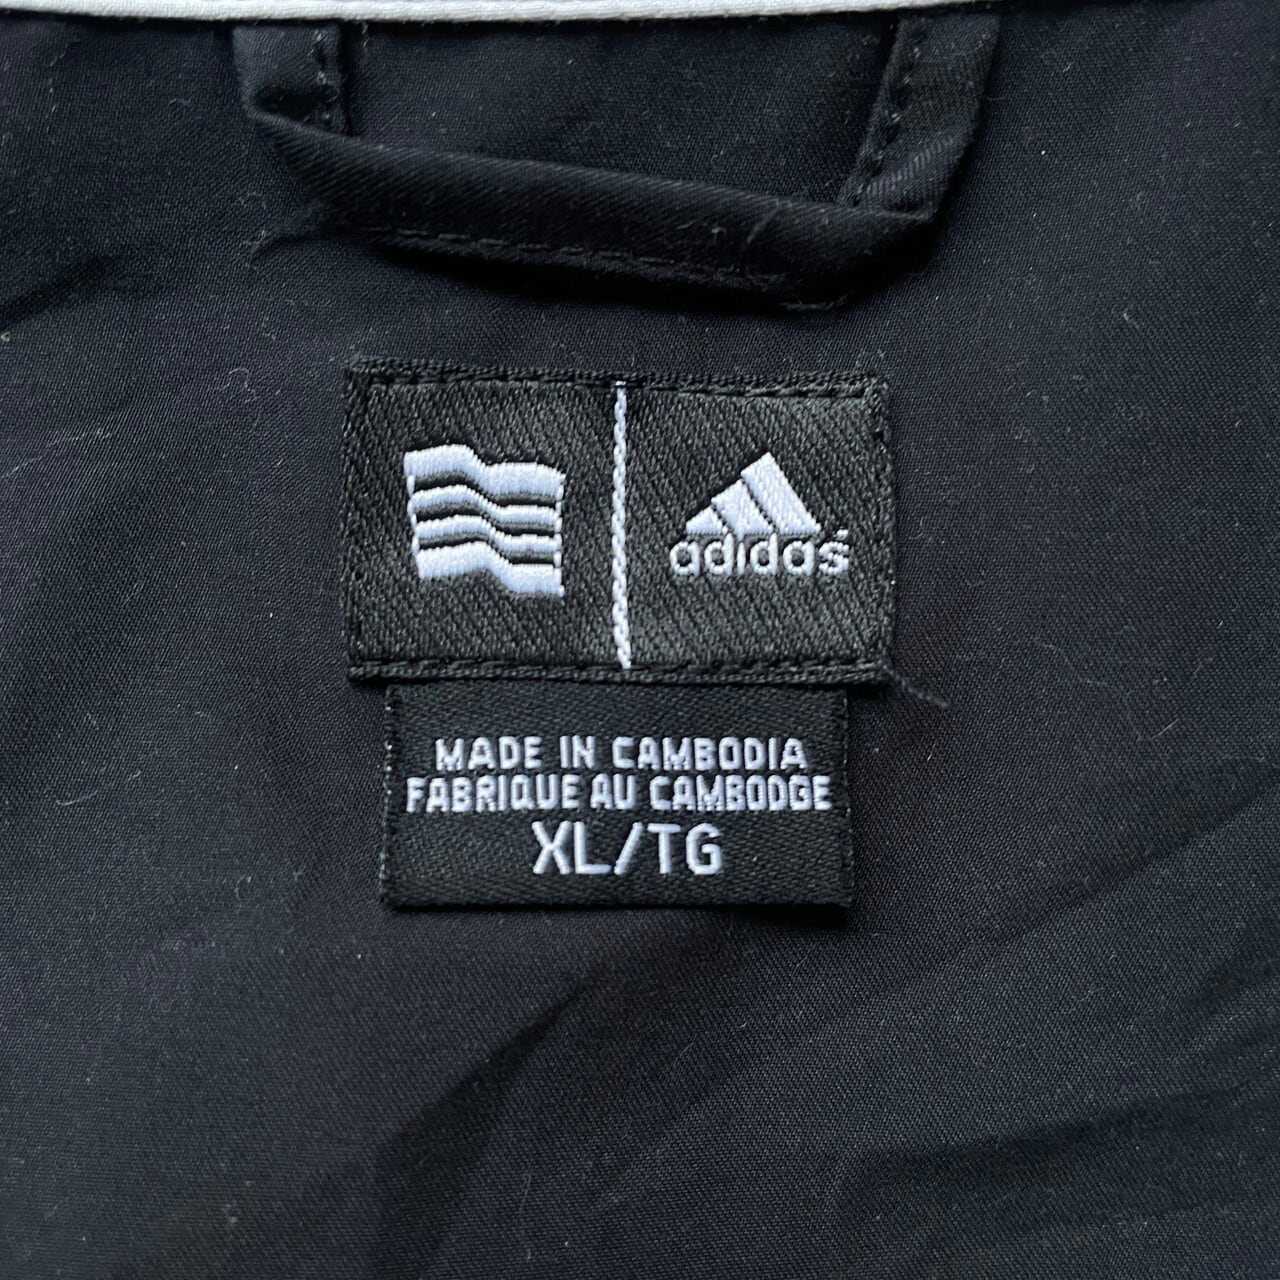 adidas
MADE IN CAMBODIA
FABRIQUE AU CAMBODGE
XL/TG